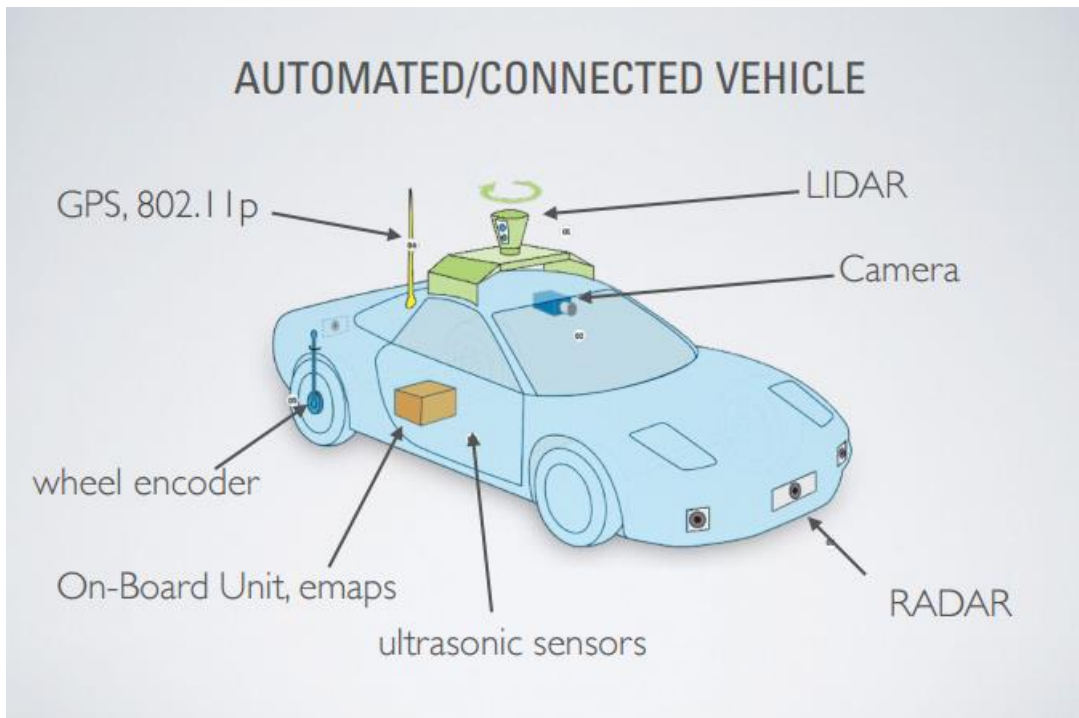 AUTOMATED/CONNECTED VEHICLE
GPS, 802.11p
LIDAR
Camera
wheel encoder
On-Board Unit, emaps
ultrasonic sensors
RADAR